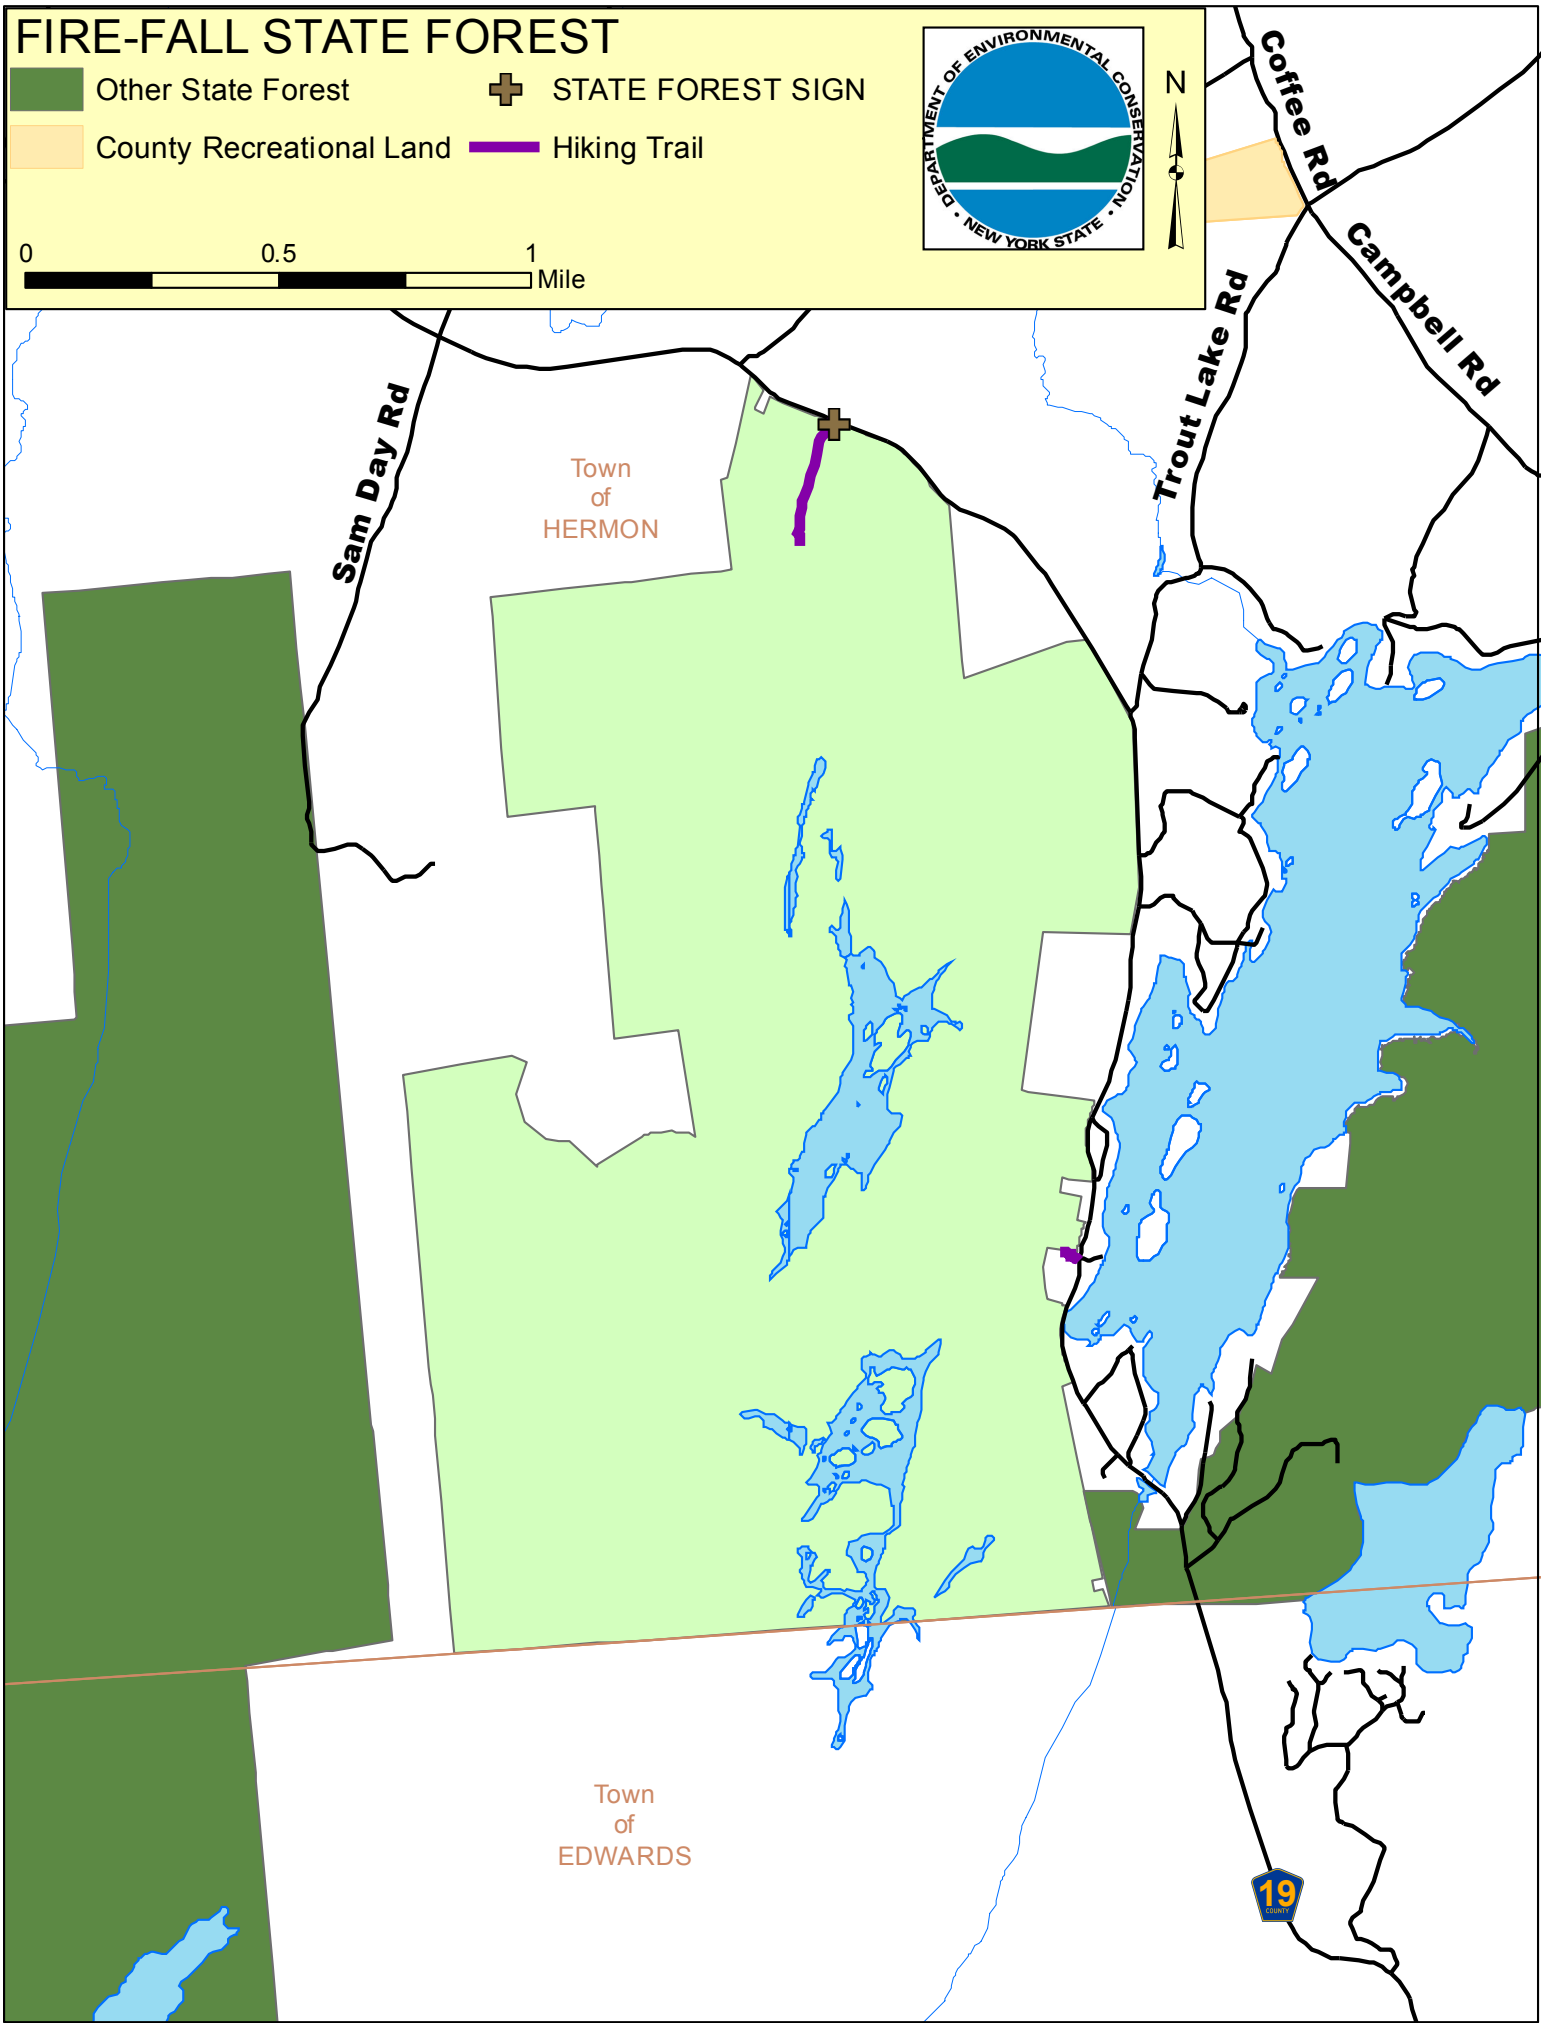 FIRE-FALL STATE FOREST
Other State Forest
STATE FOREST SIGN
County Recreational Land
Hiking Trail
0 0.5 1
Mile
DEPARTMENT OF ENVIRONMENTAL CONSERVATION
• NEW YORK STATE •
N
Coffee Rd
Campbell Rd
Trout Lake Rd
Sam Day Rd
Town
of
HERMON
Town
of
EDWARDS
19
COUNTY